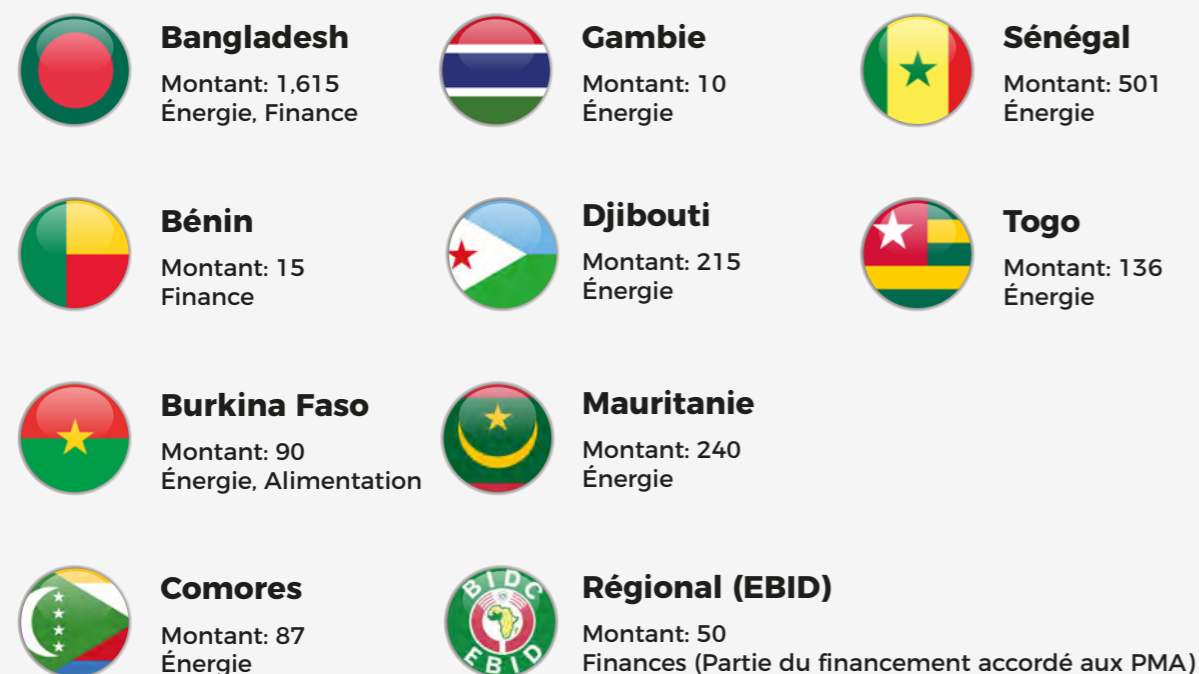 Bangladesh
Montant: 1,615
Énergie, Finance
Gambie
Montant: 10
Énergie
Sénégal
Montant: 501
Énergie
Bénin
Montant: 15
Finance
Djibouti
Montant: 215
Énergie
Togo
Montant: 136
Énergie
Burkina Faso
Montant: 90
Énergie, Alimentation
Mauritanie
Montant: 240
Énergie
Comores
Montant: 87
Énergie
BIDC
EBID
Régional (EBID)
Montant: 50
Finances (Partie du financement accordé aux PMA)